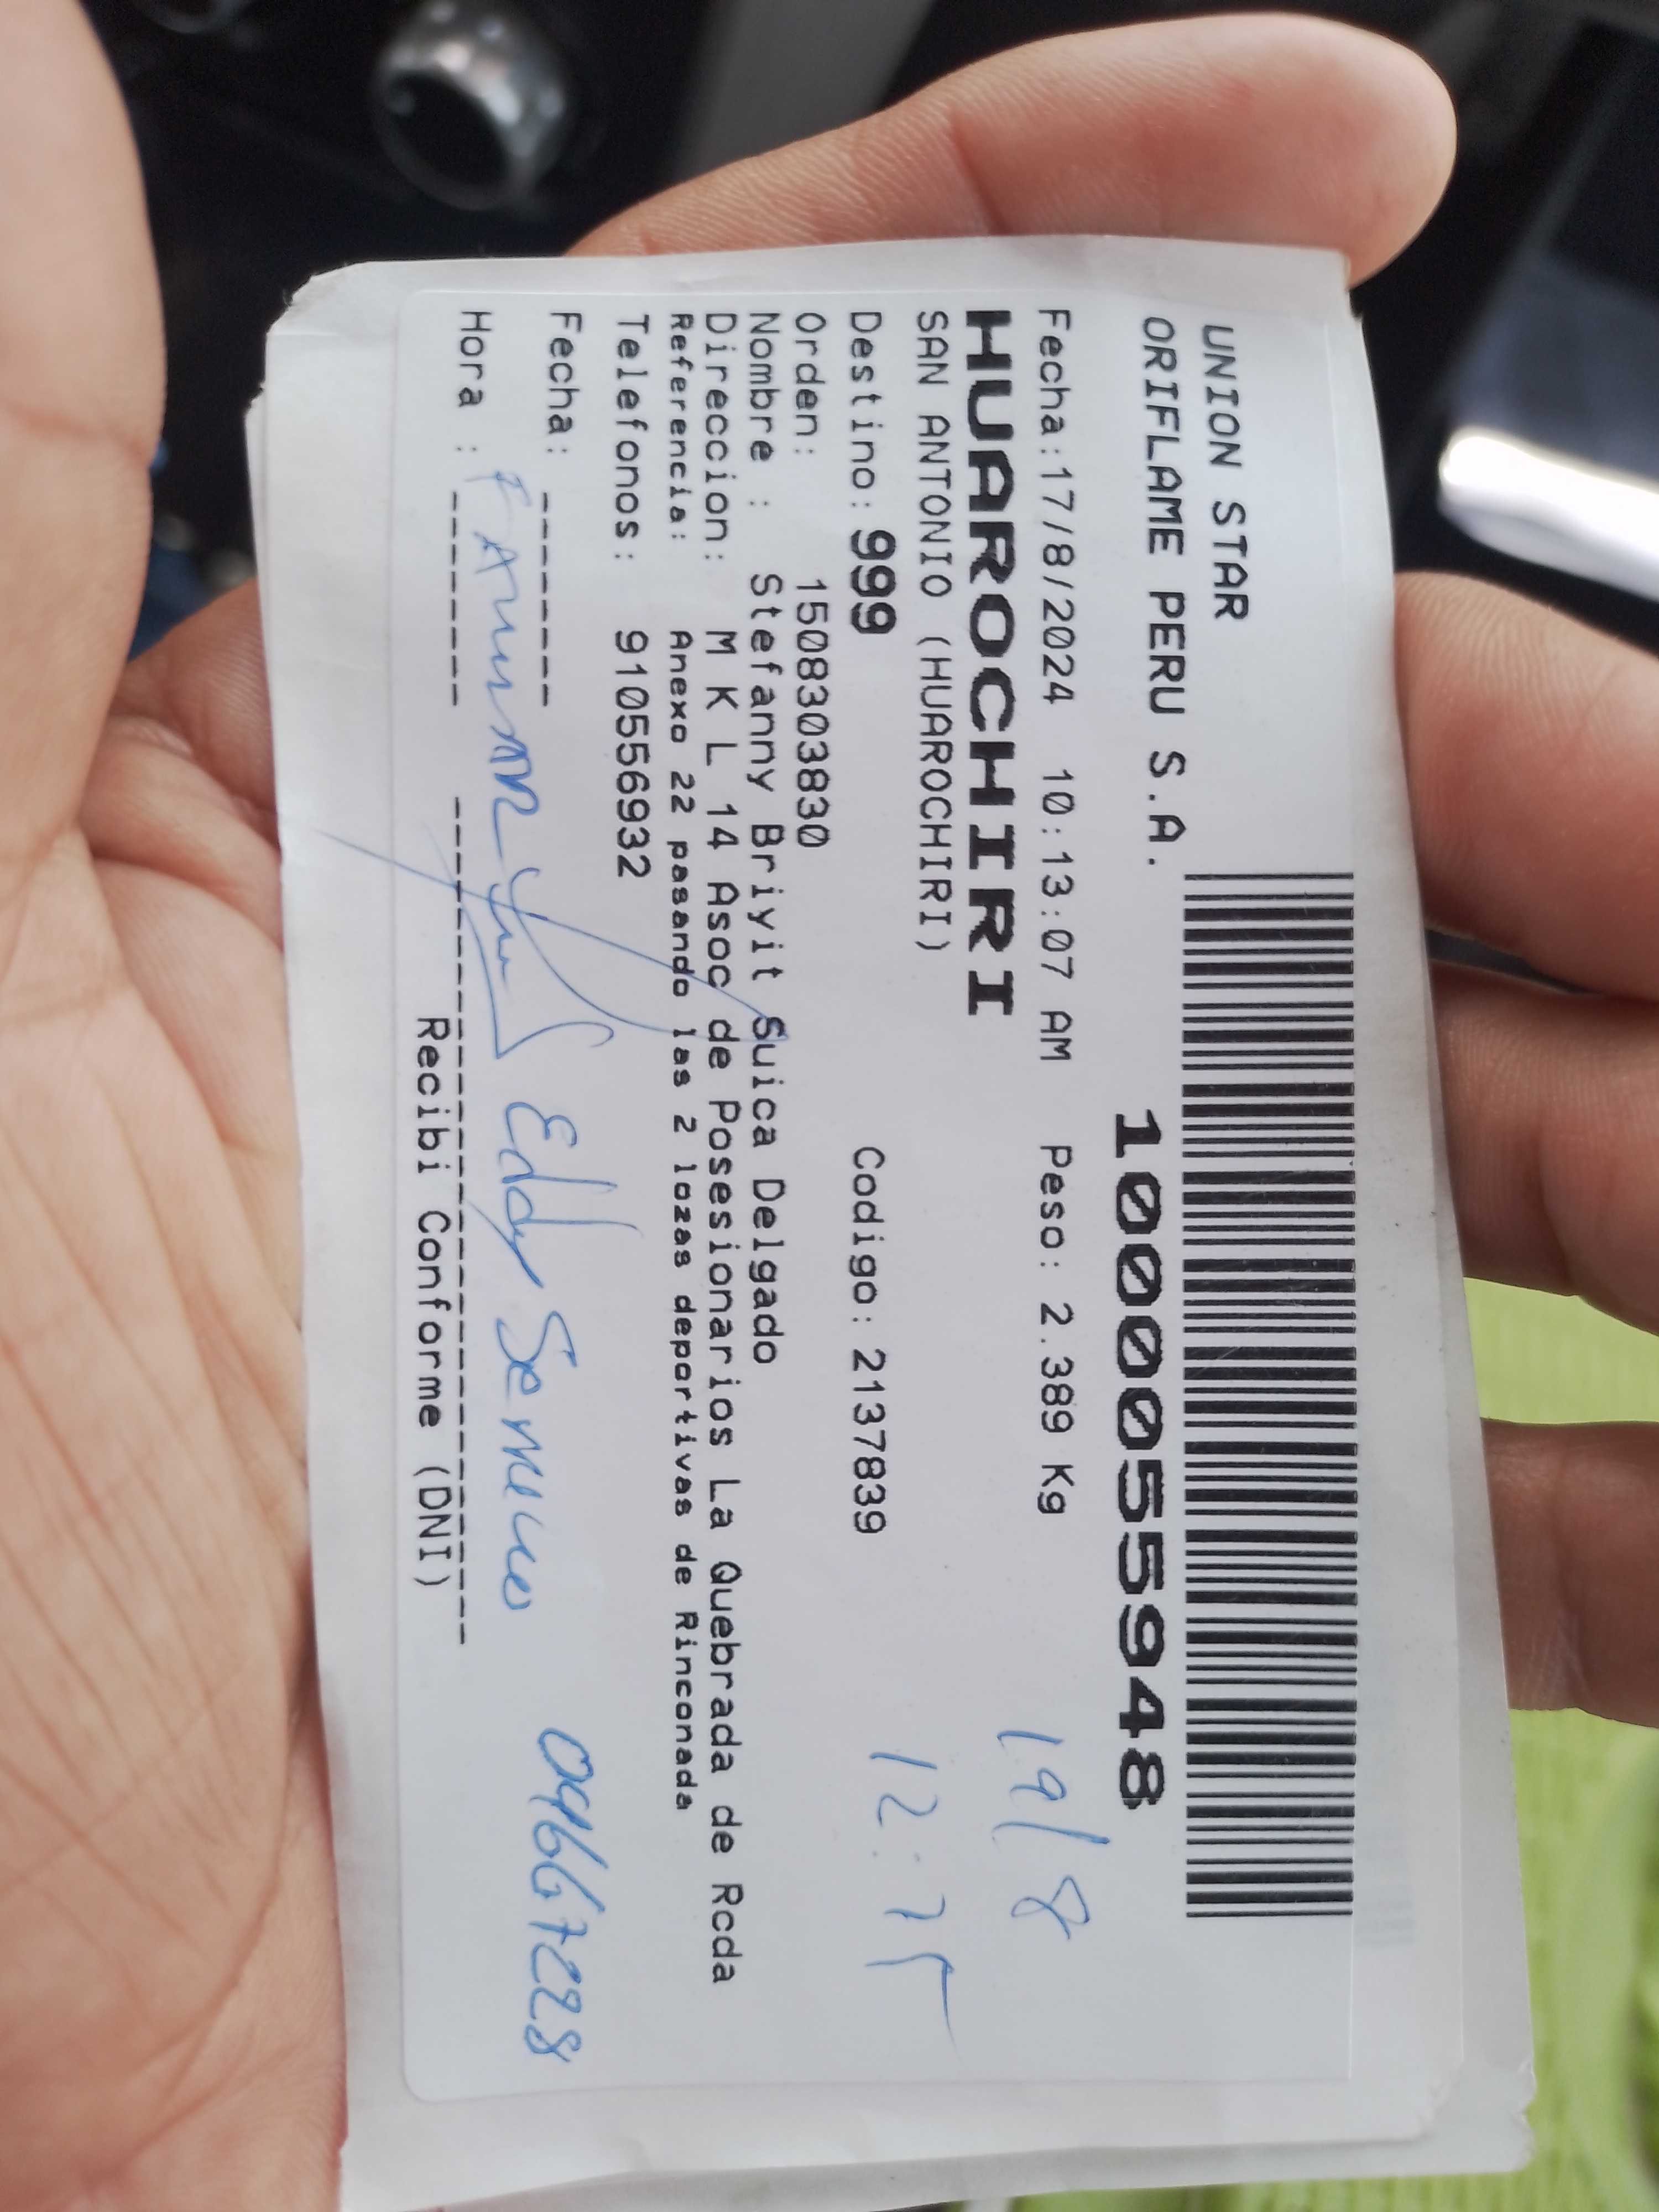 UNION STAR
ORIFLAME PERU S.A.
1000055948
Fecha:17/8/2024 10:13:07 AM Peso: 2.389 Kg
19/8
HUAROCHIRI
SAN ANTONIO (HUAROCHIRI)
Destino: 999 Codigo: 2137839
12:
Orden: 1508303830
Nombre : Stefanny Briyit Suica Delgado
Direccion: M K L 14 Asoc de Posesionarios La Quebrada de Rcda
Referencia: Anexo 22 pasando las 2 lozas deportivas de Rinconada
Telefonos: 910556932
Fecha: -------
Eddy
Hora : -------
Recibi Conforme (DNI)